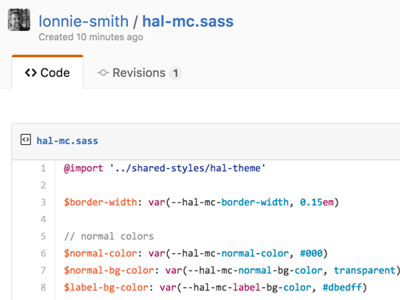 lonnie-smith / hal-mc.sass
Created 10 minutes ago
Code Revisions 1
hal-mc.sass
1 @import '../shared-styles/hal-theme'
2
3 $border-width: var(--hal-mc-border-width, 0.15em)
4
5 // normal colors
6 $normal-color: var(--hal-mc-normal-color, #000)
7 $normal-bg-color: var(--hal-mc-normal-bg-color, transparent)
8 $label-bg-color: var(--hal-mc-label-bg-color, #dbedff)